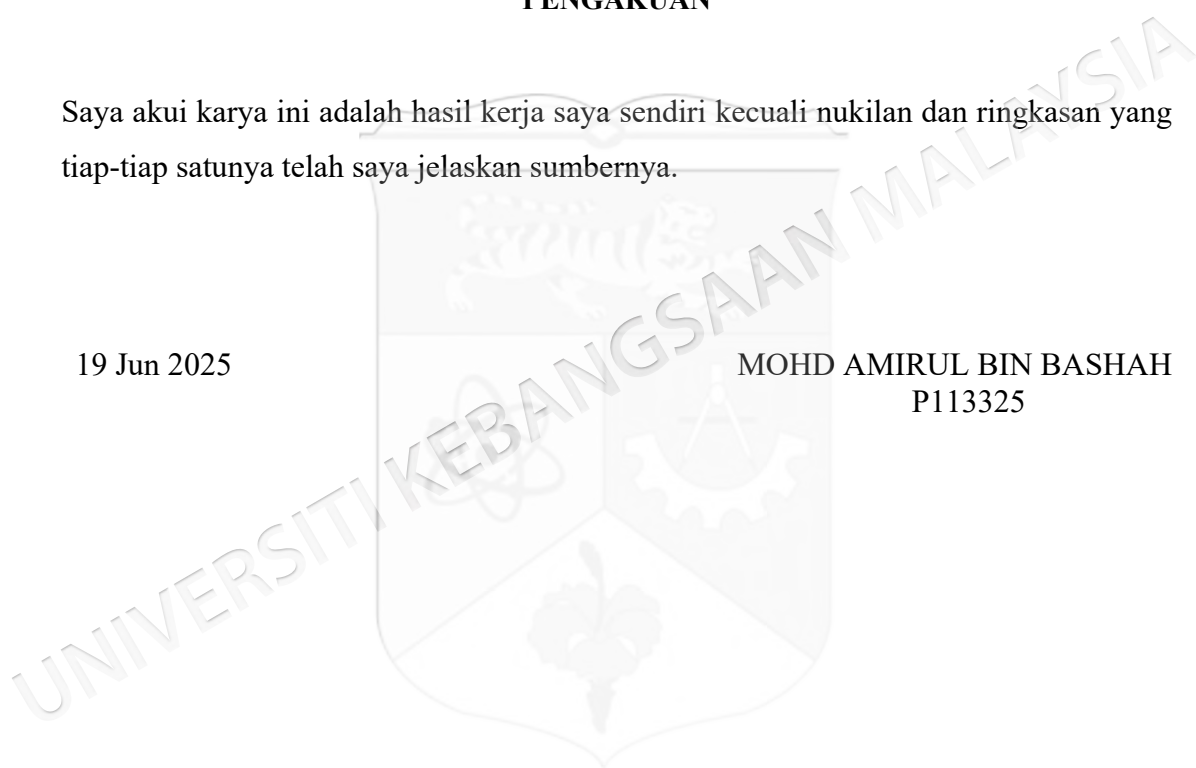 PENGAKUAN
Saya akui karya ini adalah hasil kerja saya sendiri kecuali nukilan dan ringkasan yang
tiap-tiap satunya telah saya jelaskan sumbernya.
19 Jun 2025
MOHD AMIRUL BIN BASHAH
P113325
UNIVERSITI KEBANGSAAN MALAYSIA